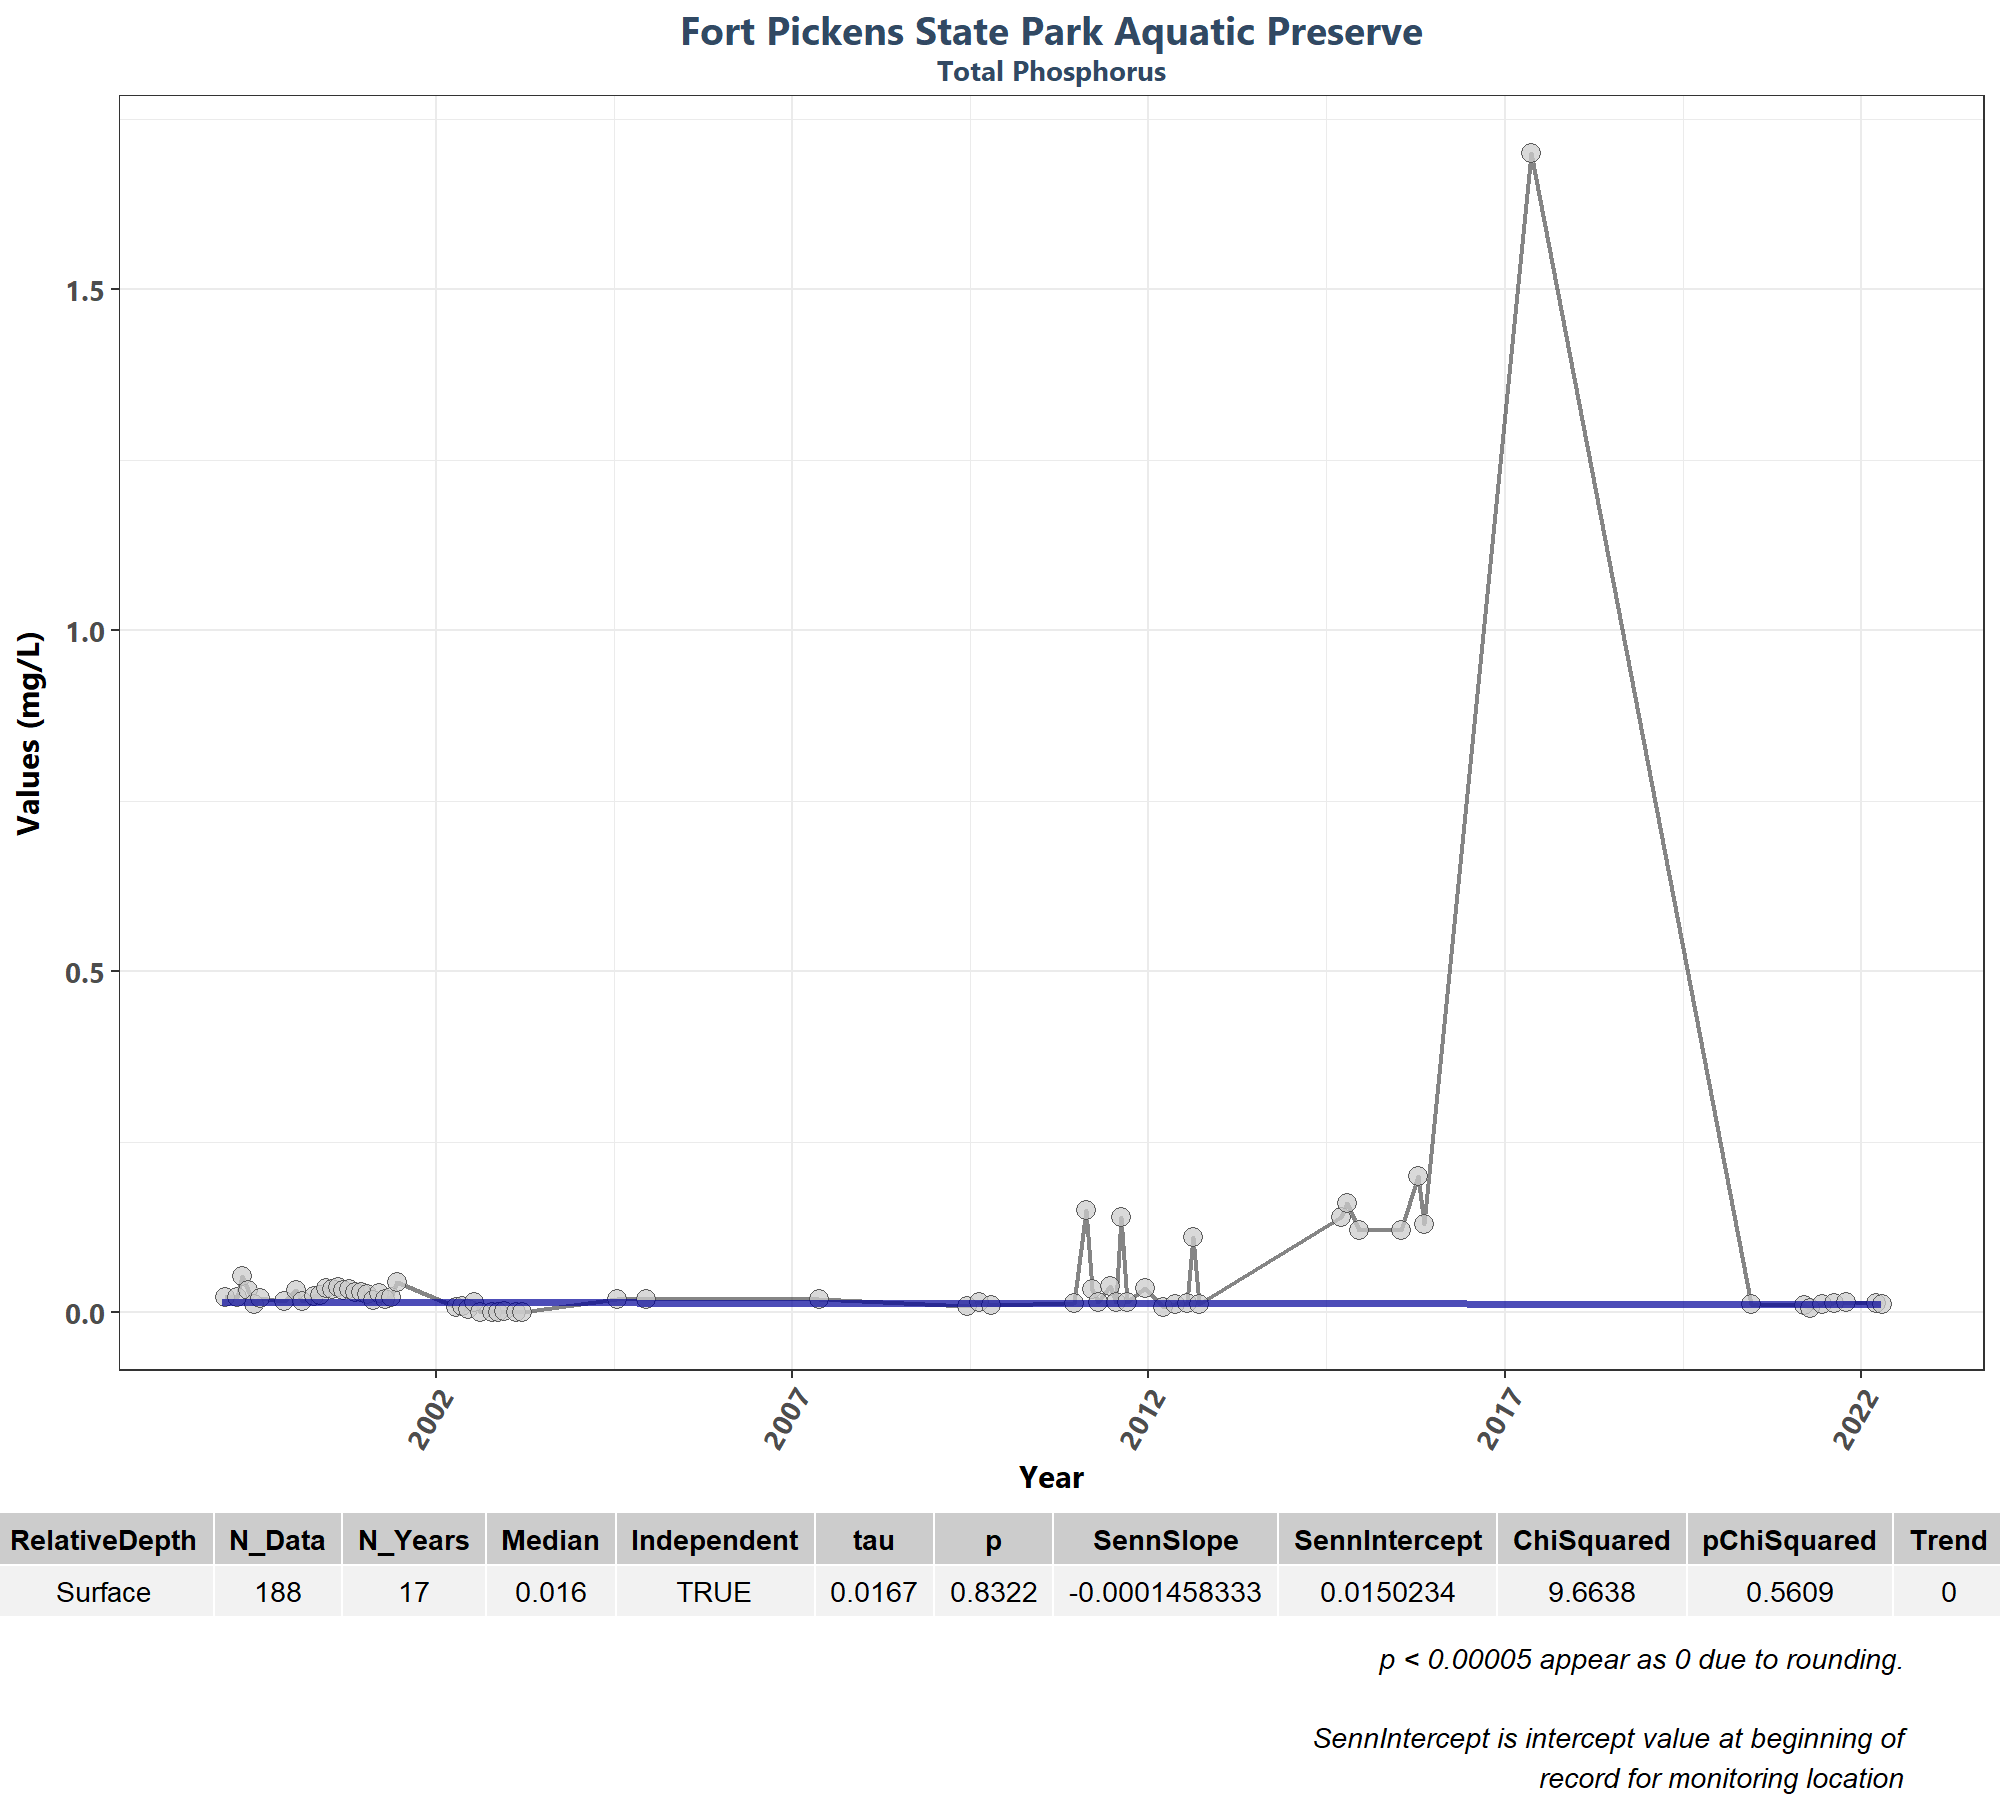 Fort Pickens State Park Aquatic Preserve
Total Phosphorus
Values (mg/L)
1.5
1.0
0.5
0.0
2002 2007 2012 2017 2022
Year
RelativeDepth N_Data N_Years Median Independent tau p SennSlope SennIntercept ChiSquared pChiSquared Trend
Surface 188 17 0.016 TRUE 0.0167 0.8322 -0.0001458333 0.0150234 9.6638 0.5609 0
p < 0.00005 appear as 0 due to rounding.
SennIntercept is intercept value at beginning of
record for monitoring location